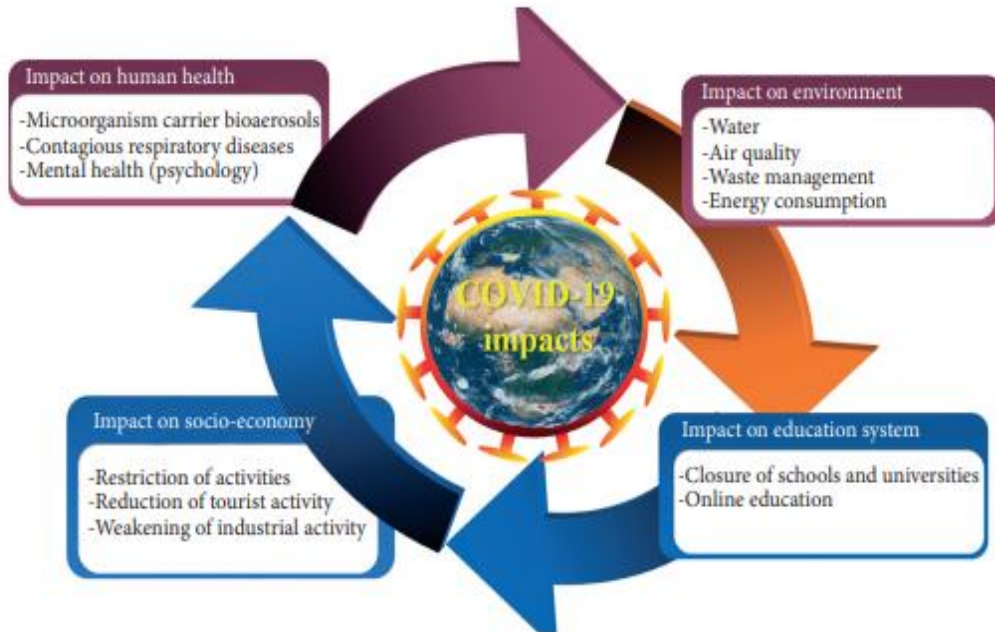 Impact on human health
-Microorganism carrier bioaerosols
-Contagious respiratory diseases
-Mental health (psychology)
Impact on environment
-Water
-Air quality
-Waste management
-Energy consumption
COVID-19
impacts
Impact on socio-economy
-Restriction of activities
-Reduction of tourist activity
-Weakening of industrial activity
Impact on education system
-Closure of schools and universities
-Online education